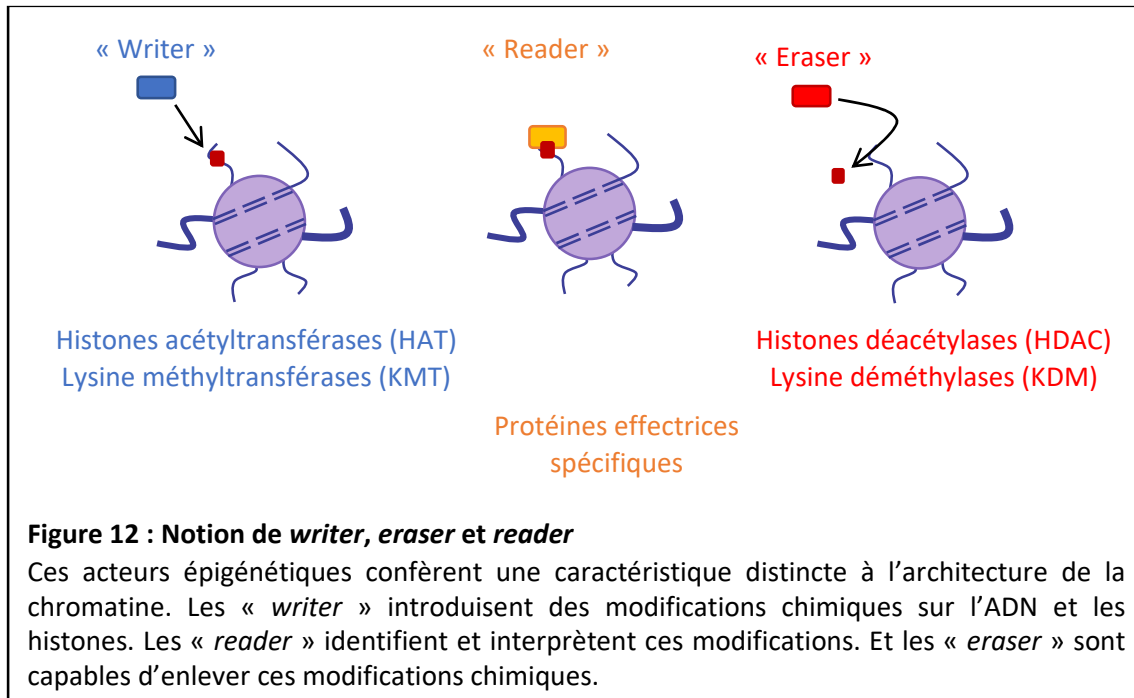 « Writer »
« Reader »
« Eraser »
Histones acétyltransférases (HAT)
Lysine méthyltransférases (KMT)
Histones déacétylases (HDAC)
Lysine déméthylases (KDM)
Protéines effectrices
spécifiques
Figure 12 : Notion de writer, eraser et reader
Ces acteurs épigénétiques confèrent une caractéristique distincte à l’architecture de la
chromatine. Les « writer » introduisent des modifications chimiques sur l’ADN et les
histones. Les « reader » identifient et interprètent ces modifications. Et les « eraser » sont
capables d’enlever ces modifications chimiques.